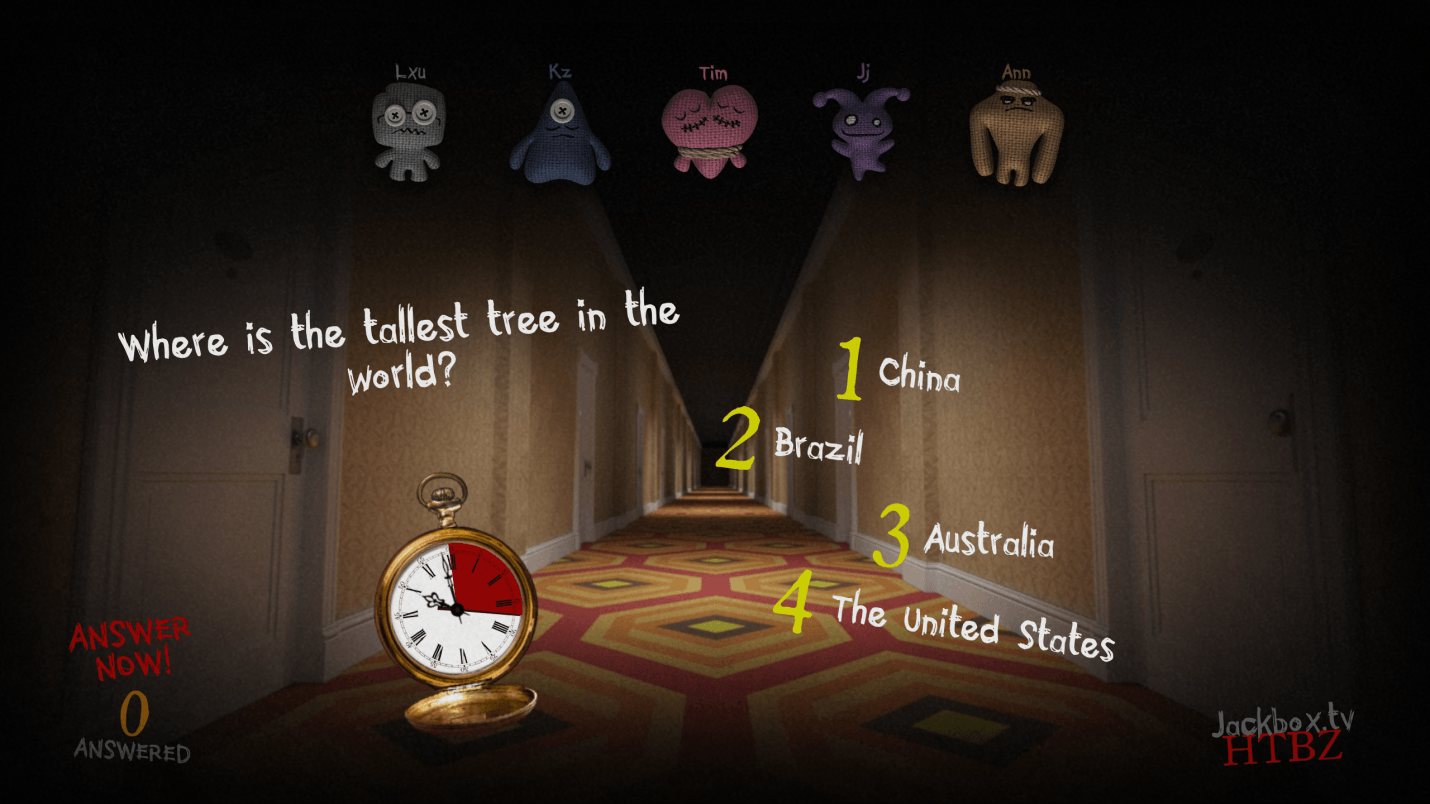 Lxu
Kz
Tim
Jj
Ann
Where is the tallest tree in the
world?
1 China
2 Brazil
3 Australia
4 The United States
ANSWER
NOW!
0
ANSWERED
Jackbox.tv
HTBZ